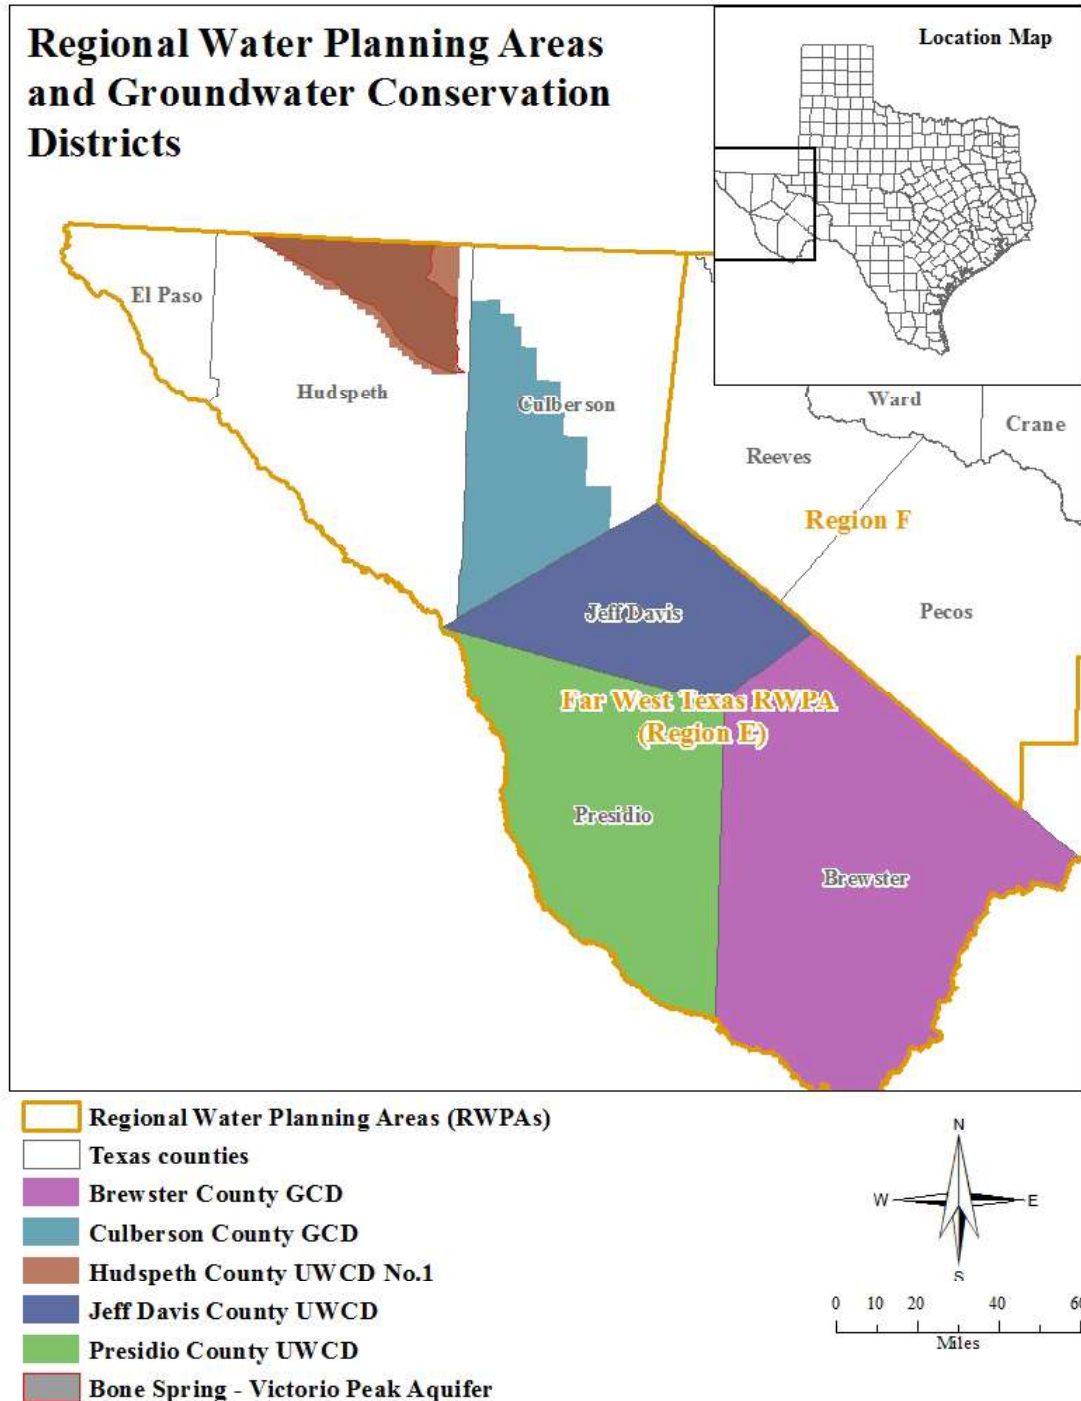 Regional Water Planning Areas
and Groundwater Conservation
Districts
Location Map
El Paso
Hudspeth
Culberson
Ward
Crane
Reeves
Region F
Jeff Davis
Pecos
Far West Texas RWPA
(Region E)
Presidio
Brewster
Regional Water Planning Areas (RWPAs)
Texas counties
Brewster County GCD
Culberson County GCD
Hudspeth County UWCD No.1
Jeff Davis County UWCD
Presidio County UWCD
Bone Spring - Victorio Peak Aquifer
N
W E
S
0 10 20 40 60
Miles